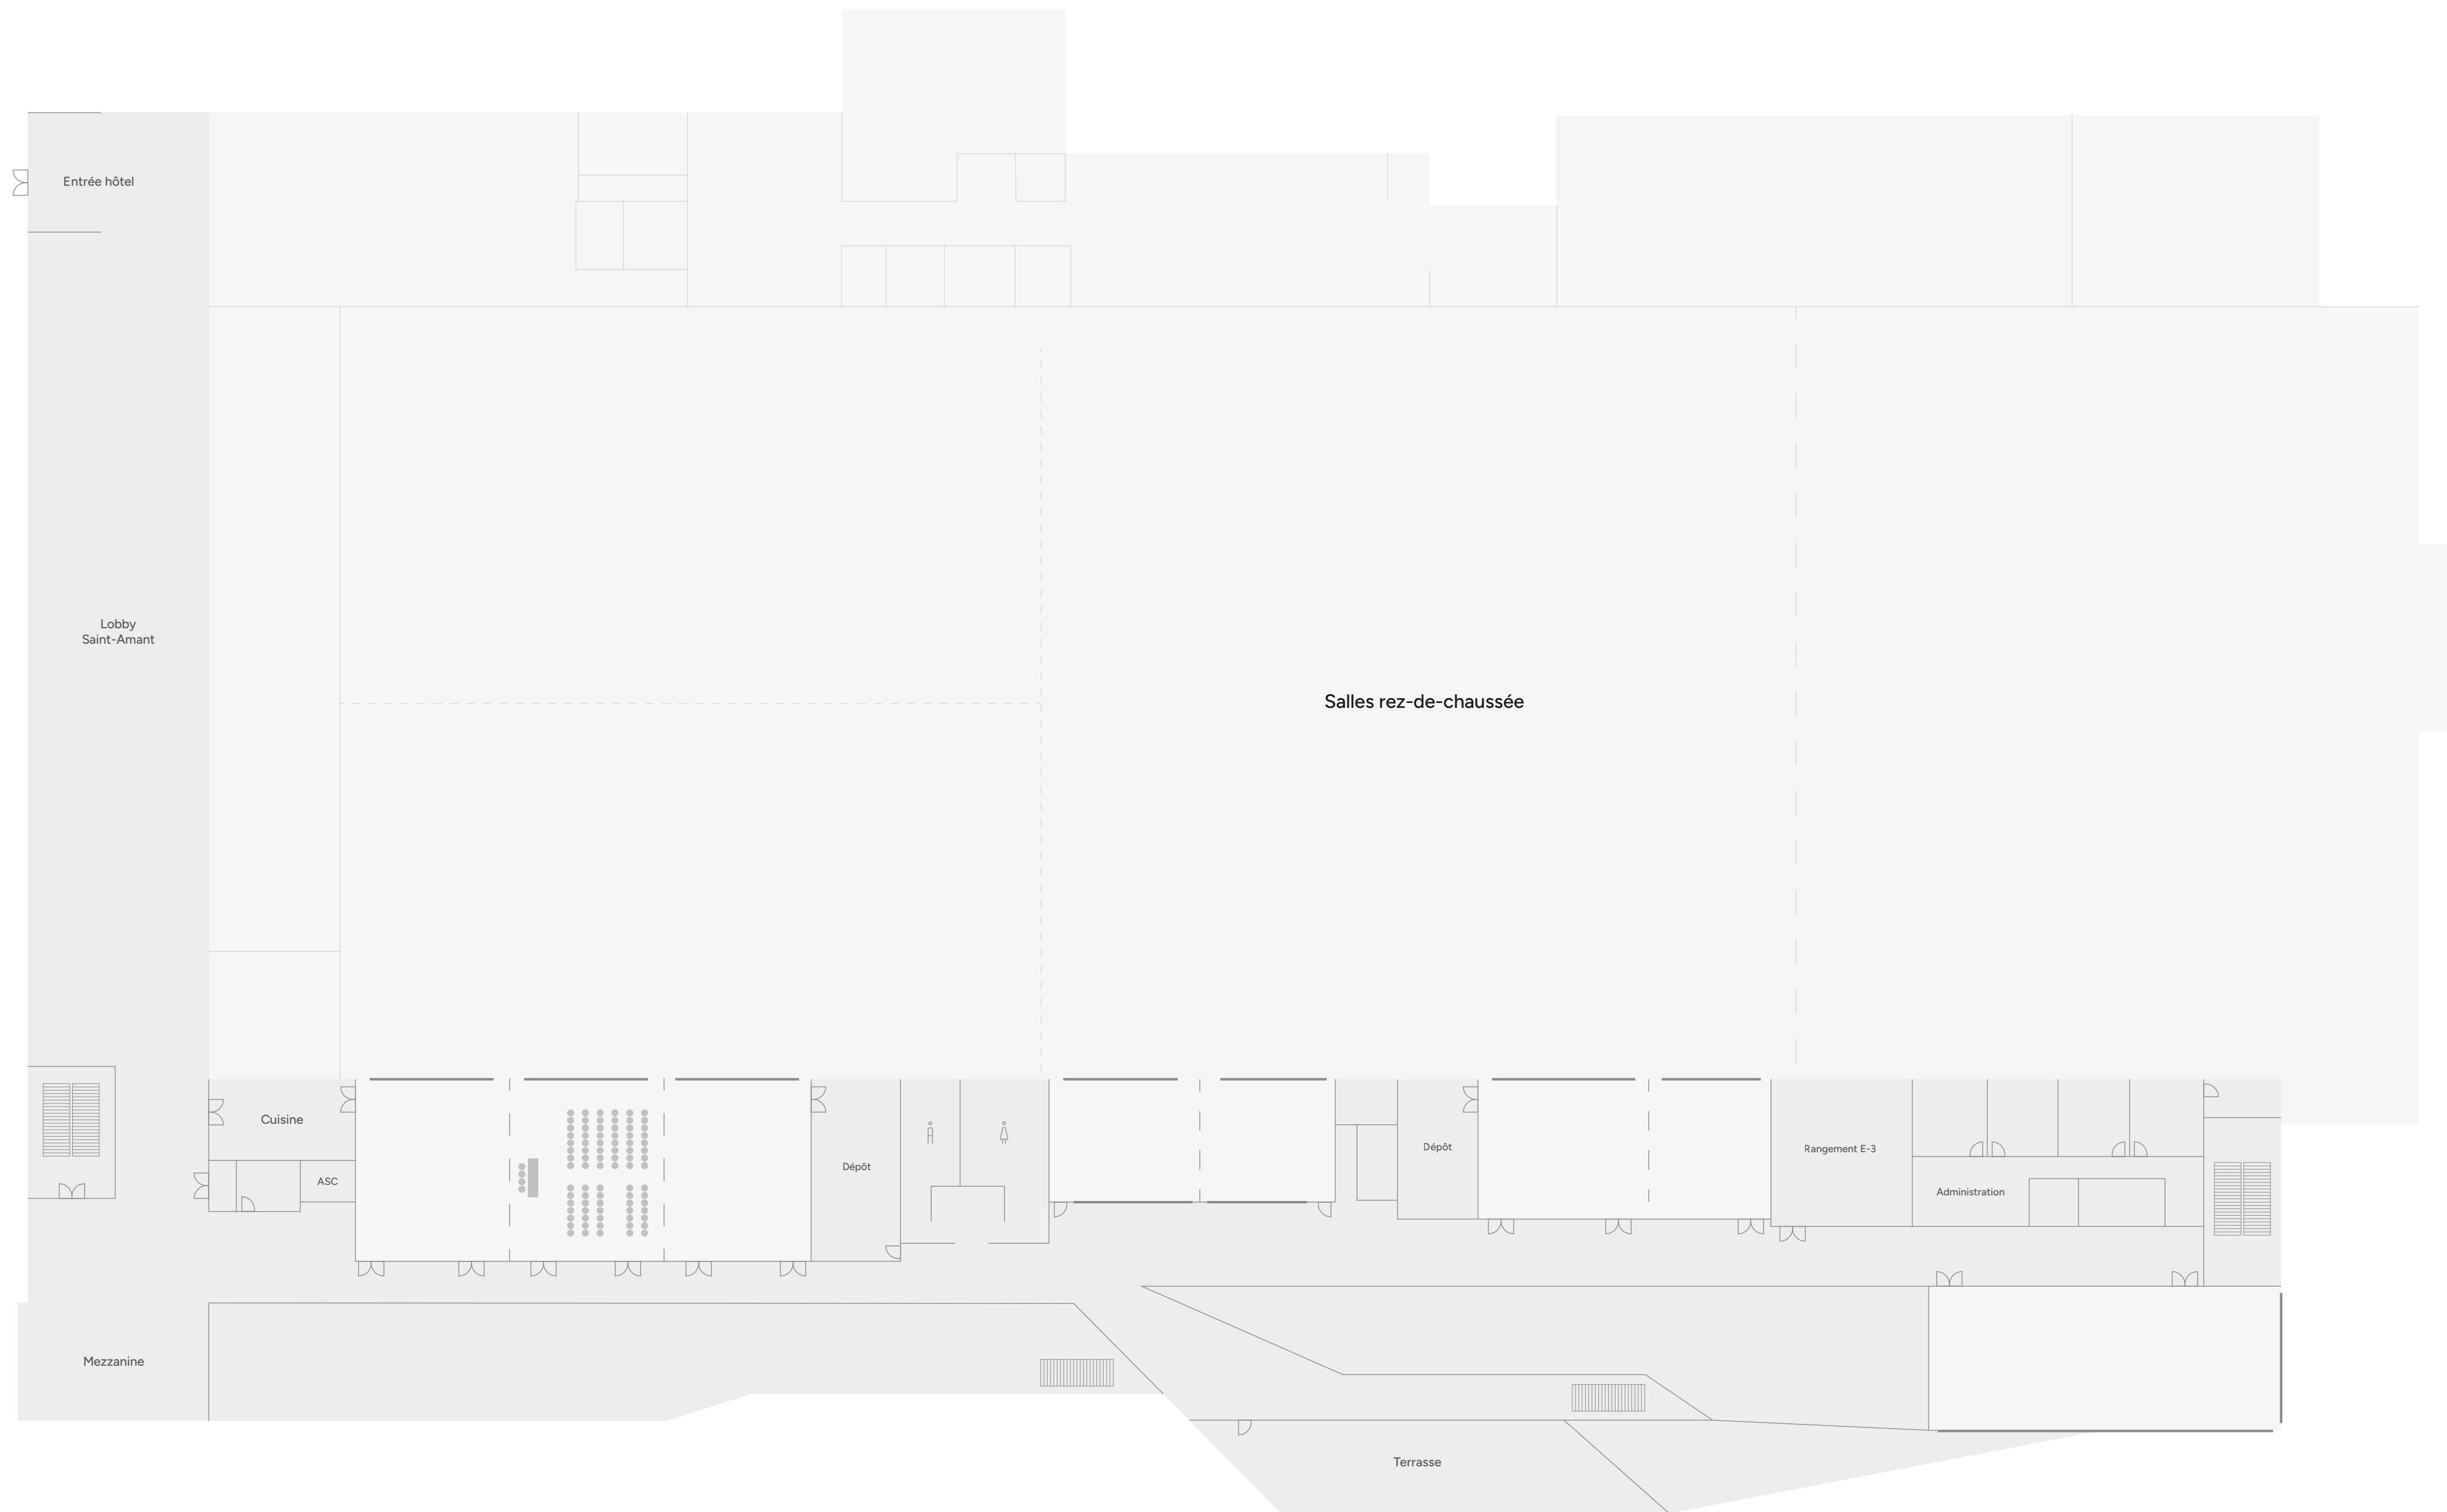 Entrée hôtel
Lobby
Saint-Amant
Salles rez-de-chaussée
Cuisine
ASC
Dépôt
Dépôt
Rangement E-3
Administration
Mezzanine
Terrasse